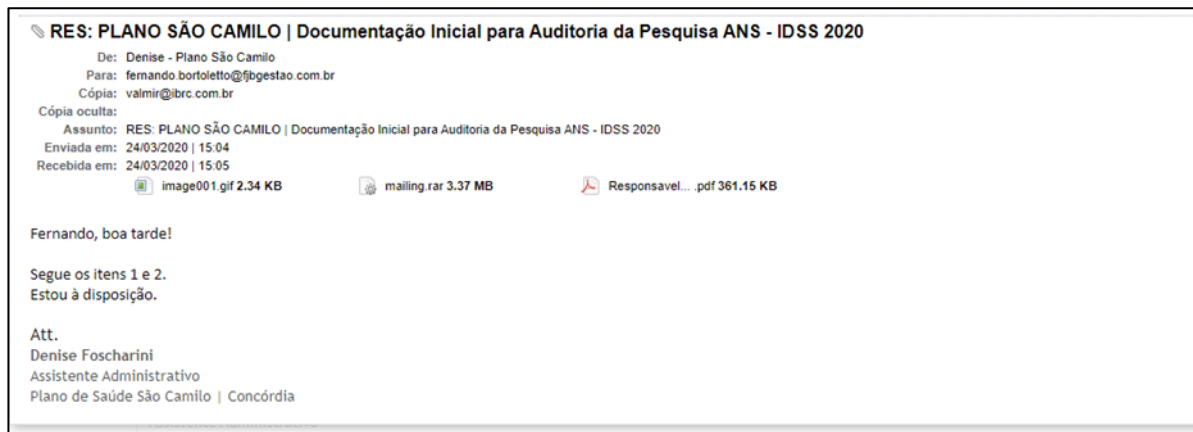 RES: PLANO SÃO CAMILO | Documentação Inicial para Auditoria da Pesquisa ANS - IDSS 2020
De: Denise - Plano São Camilo
Para: fernando.bortoletto@fjbgestao.com.br
Cópia: valmir@ibrc.com.br
Cópia oculta:
Assunto: RES: PLANO SÃO CAMILO | Documentação Inicial para Auditoria da Pesquisa ANS - IDSS 2020
Enviada em: 24/03/2020 | 15:04
Recebida em: 24/03/2020 | 15:05
image001.gif 2.34 KB mailing.rar 3.37 MB Responsavel... .pdf 361.15 KB
Fernando, boa tarde!
Segue os itens 1 e 2.
Estou à disposição.
Att.
Denise Foscharini
Assistente Administrativo
Plano de Saúde São Camilo | Concórdia